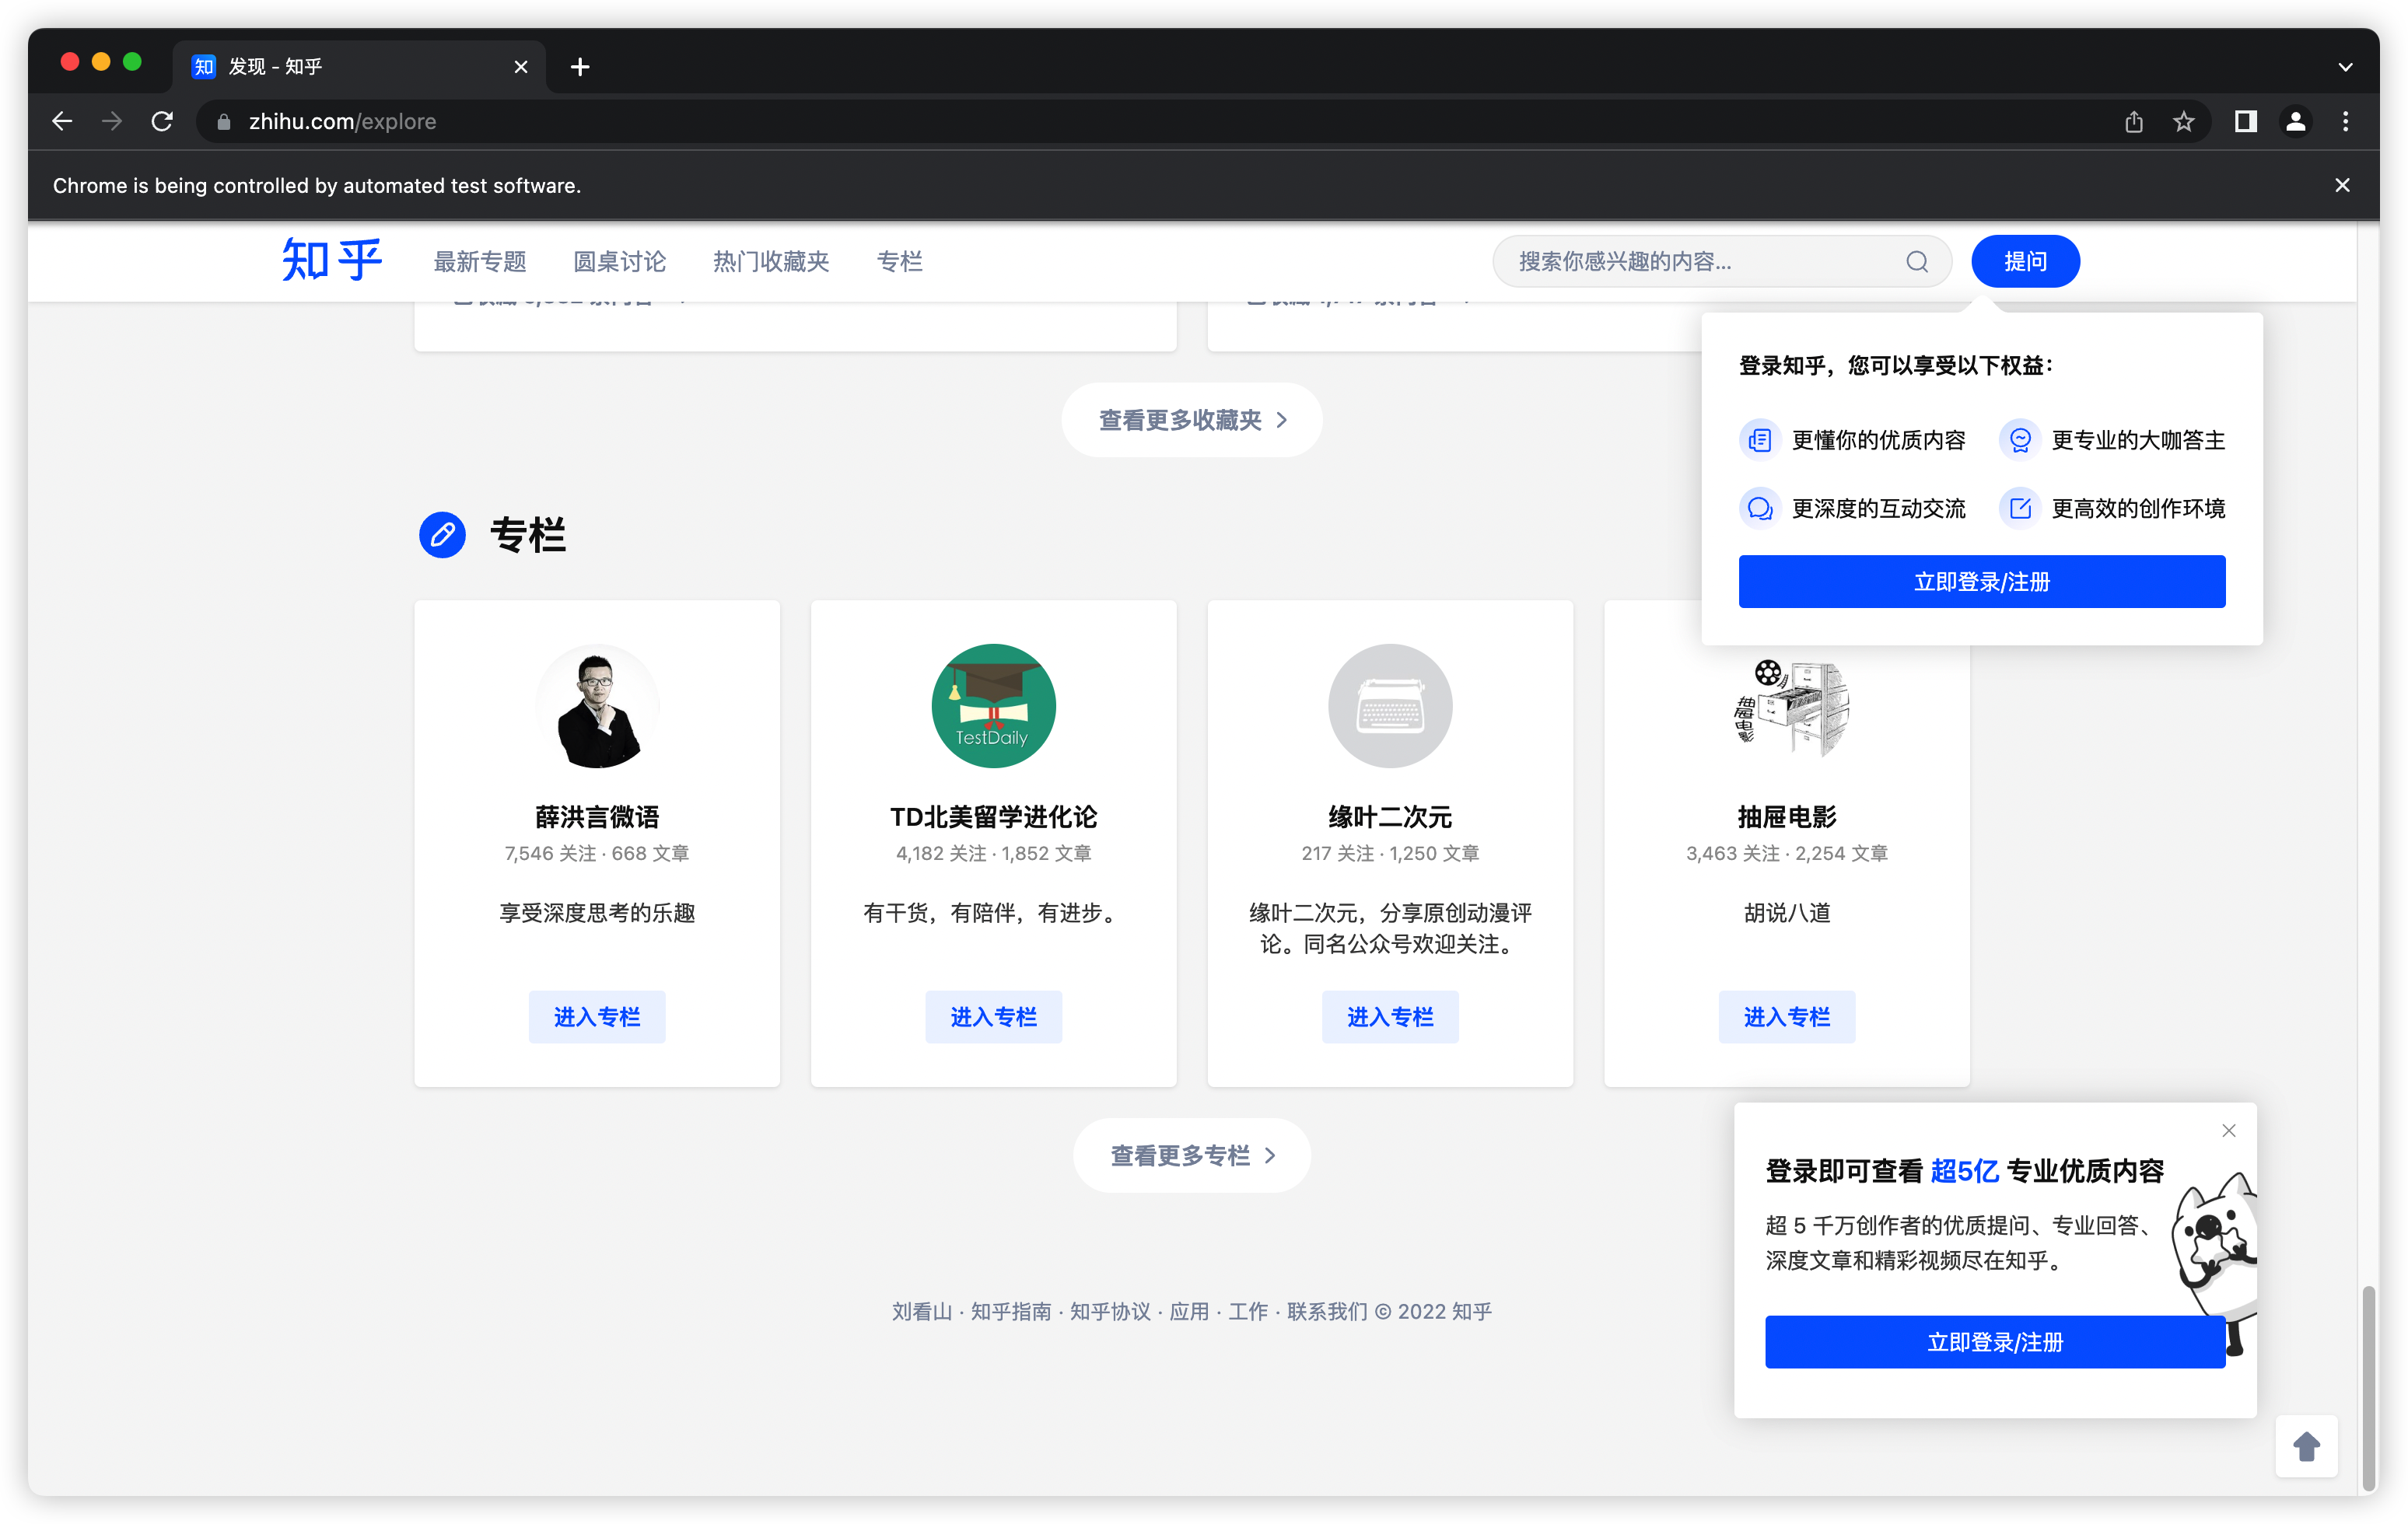 知 发现 - 知乎
zhihu.com/explore
Chrome is being controlled by automated test software.
知乎 最新专题 圆桌讨论 热门收藏夹 专栏 搜索你感兴趣的内容... 提问
登录知乎，您可以享受以下权益：
更懂你的优质内容 更专业的大咖答主
更深度的互动交流 更高效的创作环境
立即登录/注册
查看更多收藏夹
专栏
TestDaily
抽屉电影
薛洪言微语
7,546 关注 · 668 文章
享受深度思考的乐趣
进入专栏
TD北美留学进化论
4,182 关注 · 1,852 文章
有干货，有陪伴，有进步。
进入专栏
缘叶二次元
217 关注 · 1,250 文章
缘叶二次元，分享原创动漫评
论。同名公众号欢迎关注。
进入专栏
抽屉电影
3,463 关注 · 2,254 文章
胡说八道
进入专栏
查看更多专栏
登录即可查看 超5亿 专业优质内容
超 5 千万创作者的优质提问、专业回答、
深度文章和精彩视频尽在知乎。
立即登录/注册
刘看山 · 知乎指南 · 知乎协议 · 应用 · 工作 · 联系我们 © 2022 知乎